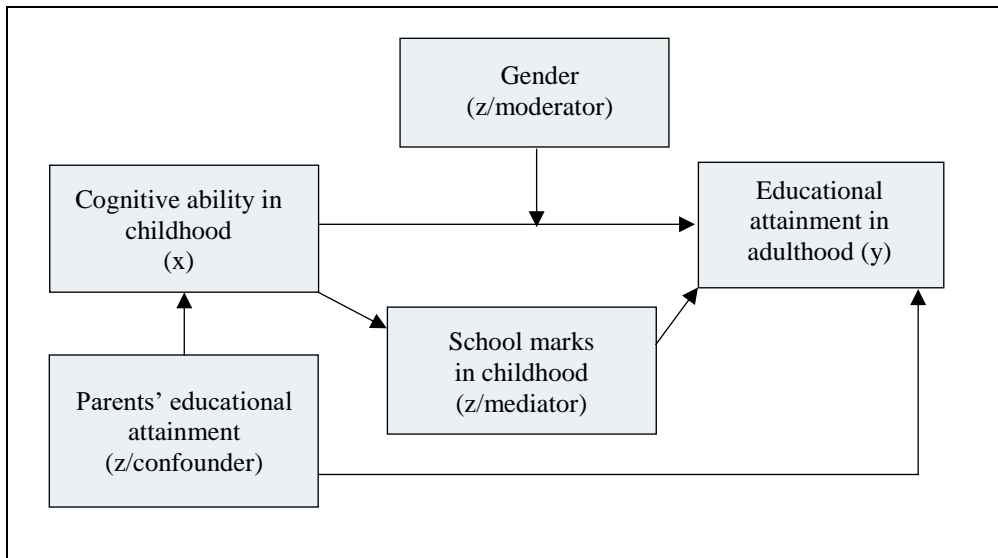 Gender
(z/moderator)
Cognitive ability in
childhood
(x)
Educational
attainment in
adulthood (y)
School marks
in childhood
(z/mediator)
Parents’ educational
attainment
(z/confounder)